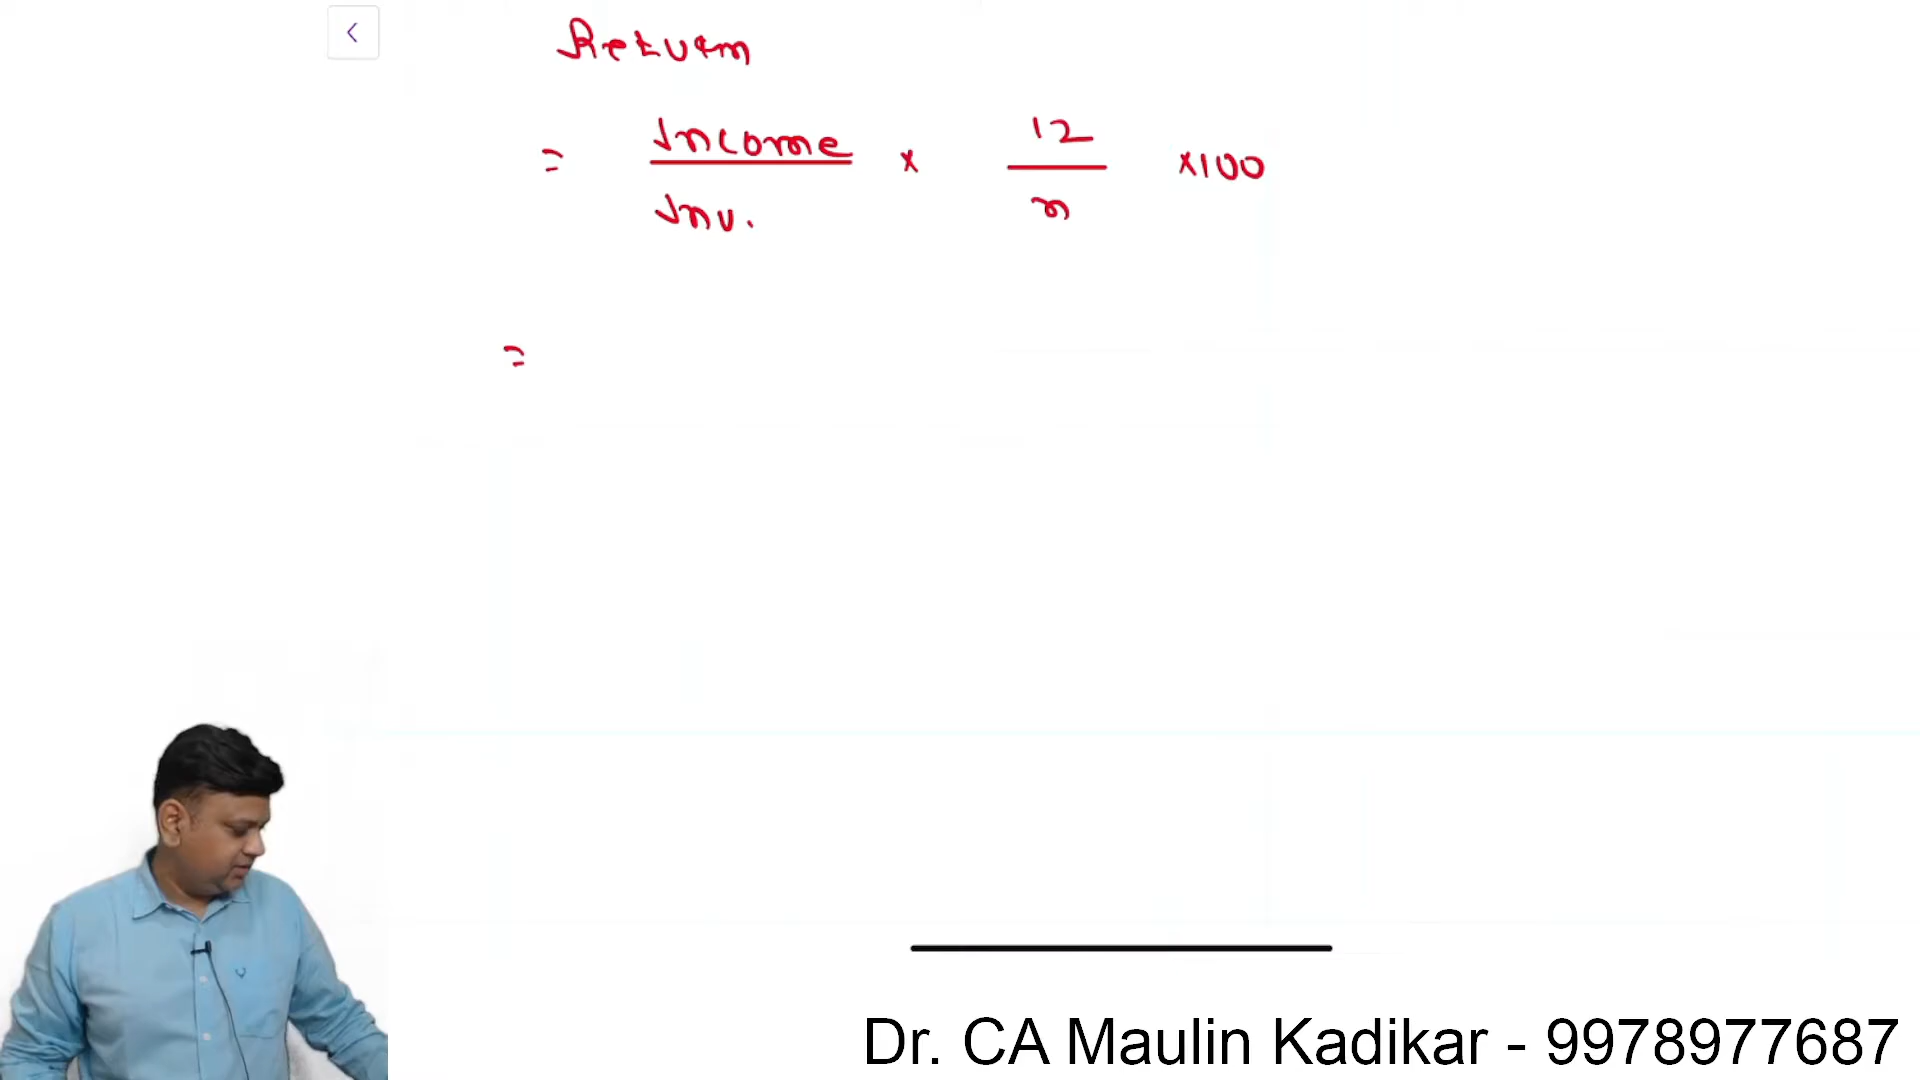 Return
= Income / Inv. × 12 / n ×100
=
Dr. CA Maulin Kadikar - 9978977687